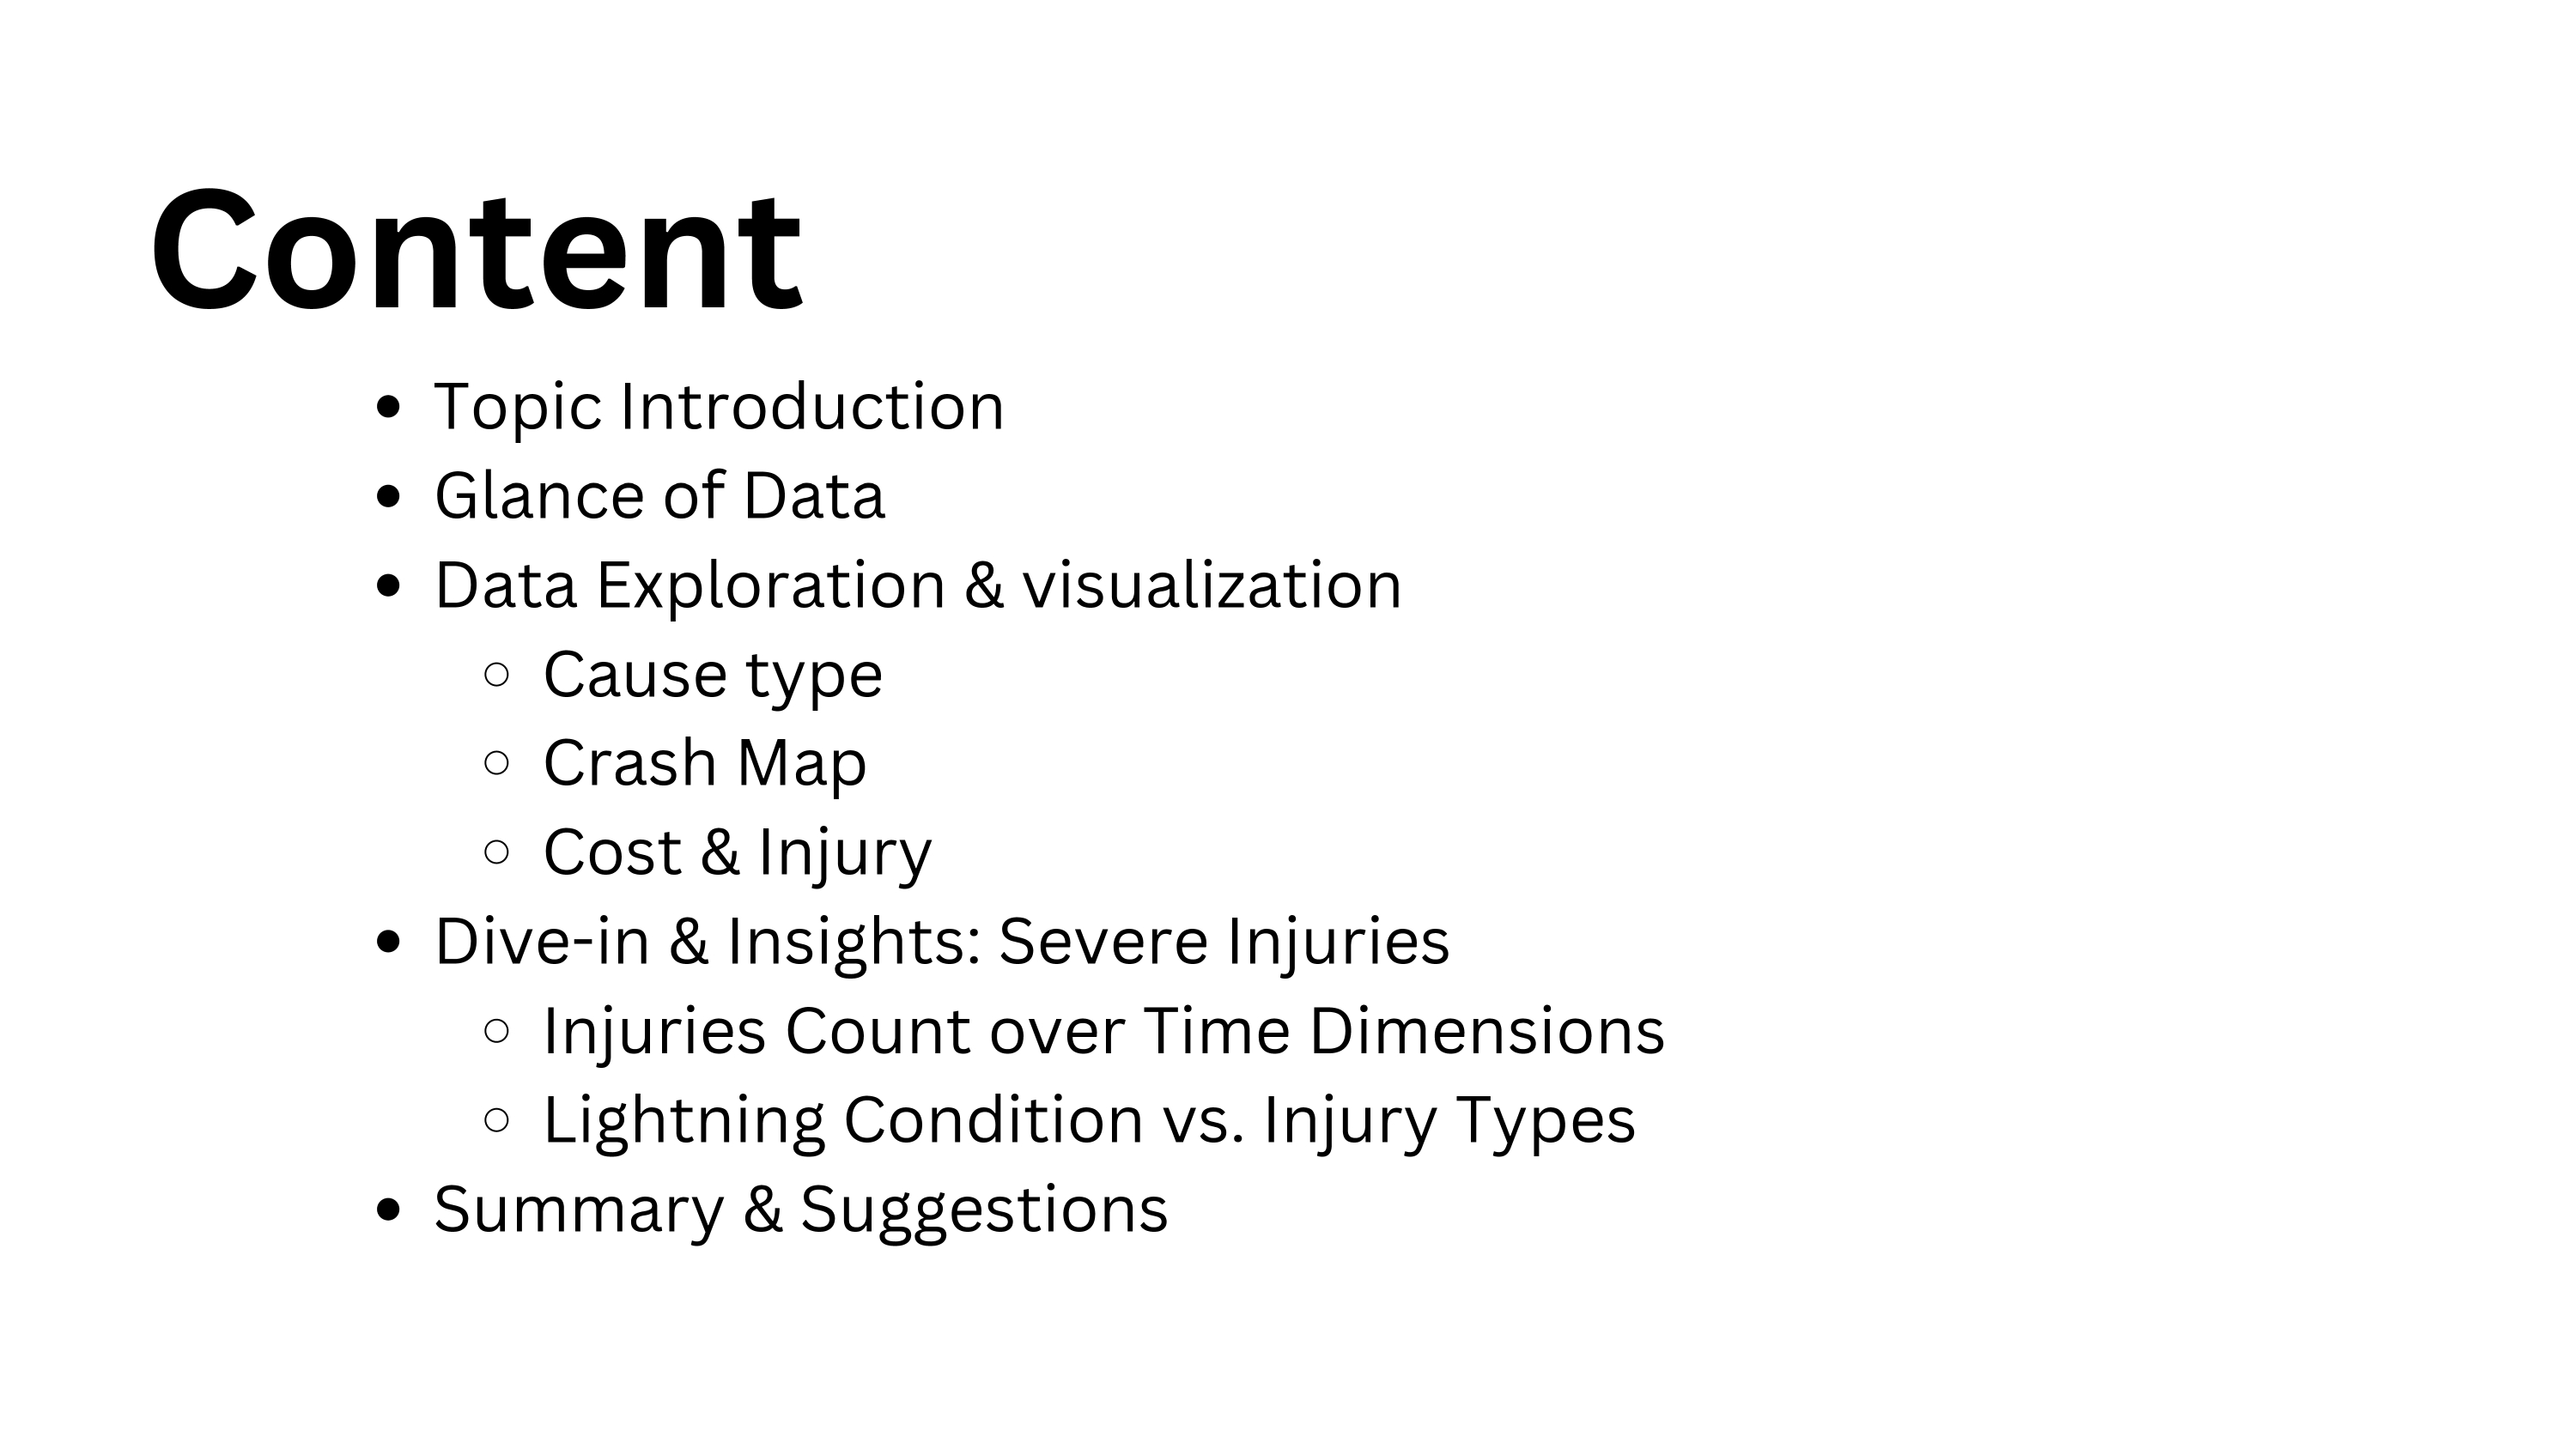 Content
• Topic Introduction
• Glance of Data
• Data Exploration & visualization
○ Cause type
○ Crash Map
○ Cost & Injury
• Dive-in & Insights: Severe Injuries
○ Injuries Count over Time Dimensions
○ Lightning Condition vs. Injury Types
• Summary & Suggestions